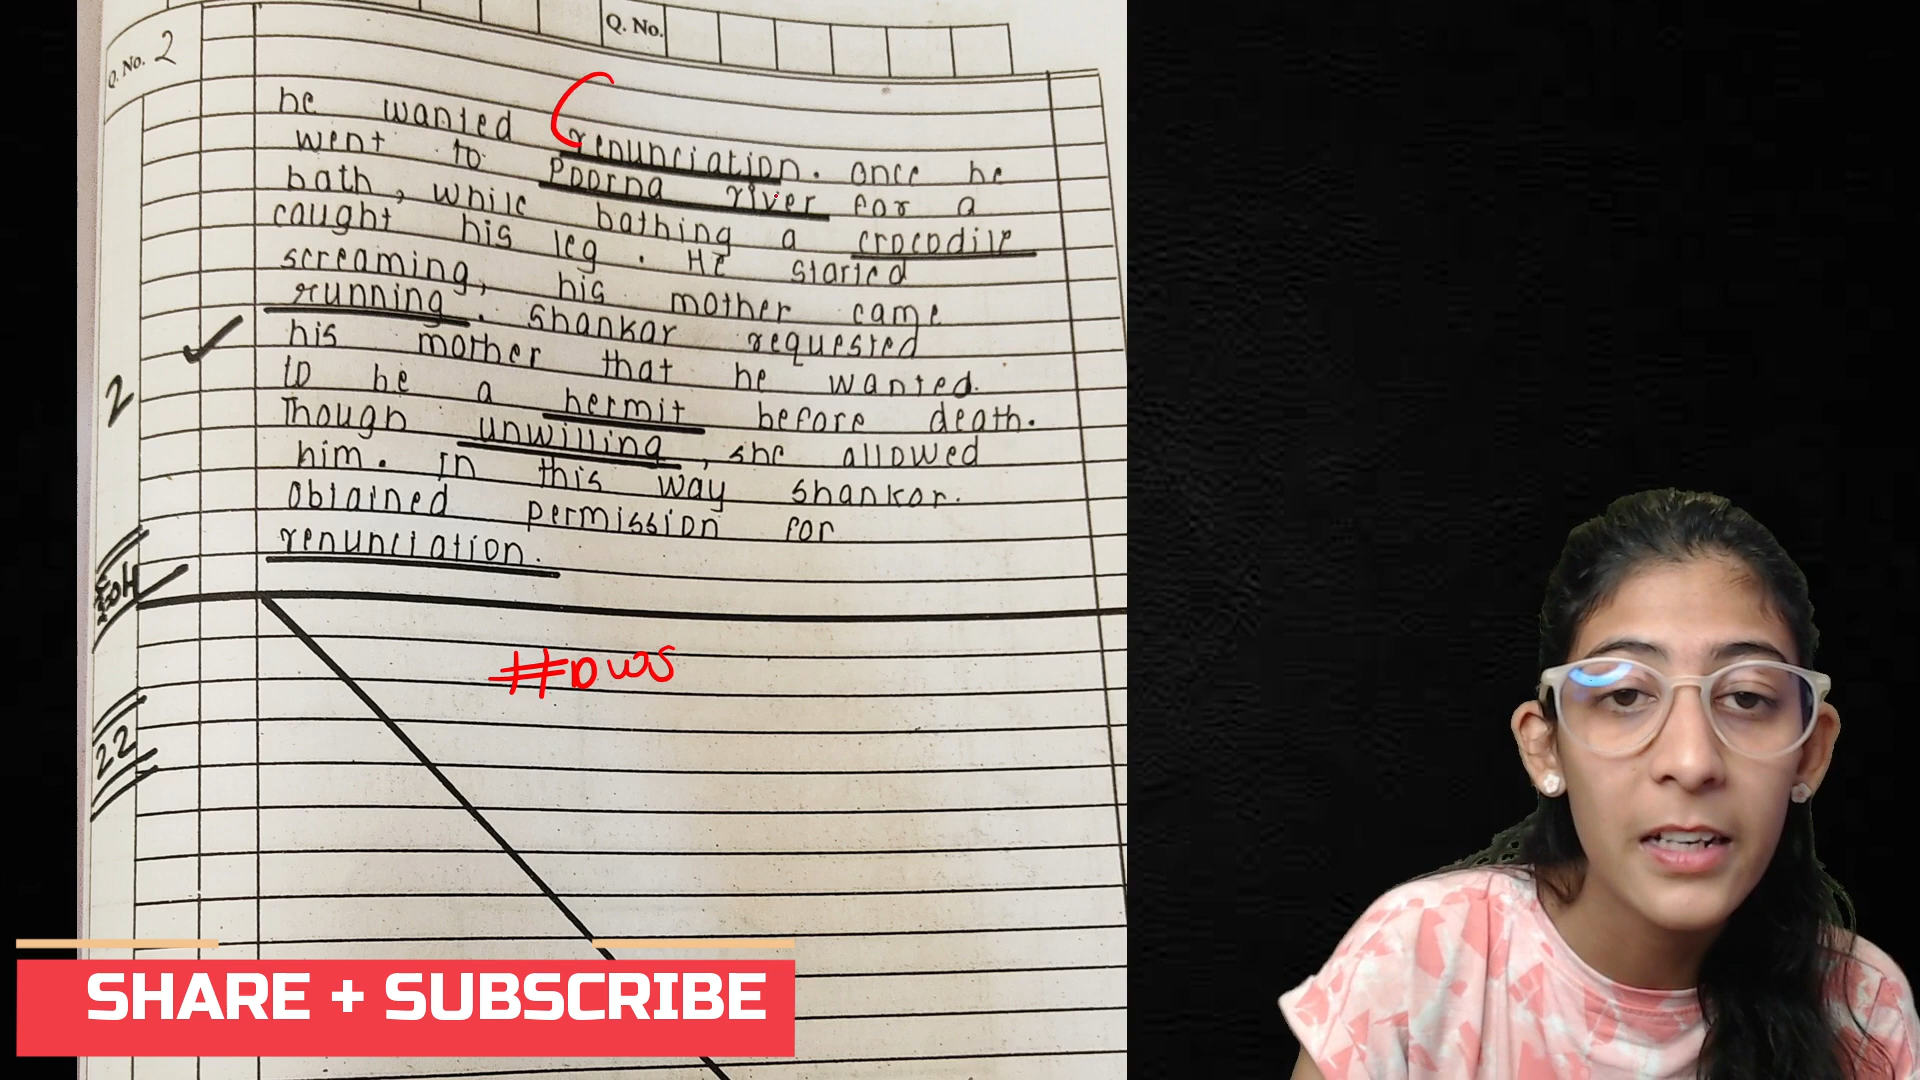 Q. No.
Q. No. 2
he wanted renunciation. once he
went to Poorna river for a
bath, while bathing a crocodile
caught his leg. He started
screaming, his mother came
running. Shankar requested
his mother that he wanted.
to be a hermit before death.
Though unwilling, she allowed
him. In this way Shankar.
obtained permission for
renunciation.
2
22
#DWS
SHARE + SUBSCRIBE